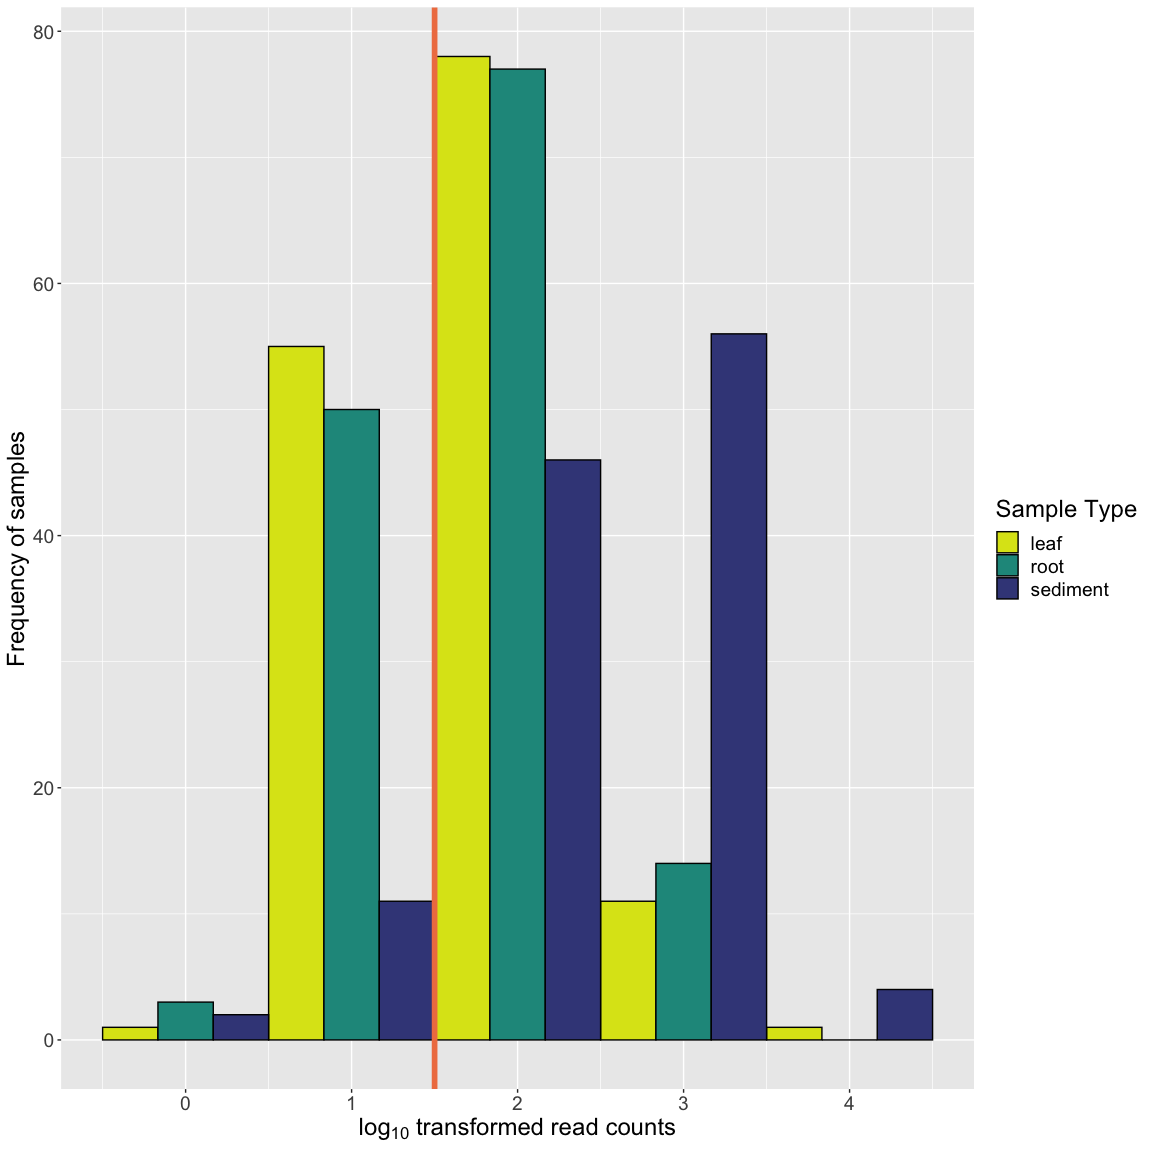 80
60
40
20
0
Frequency of samples
0 1 2 3 4
log₁₀ transformed read counts
Sample Type
leaf
root
sediment